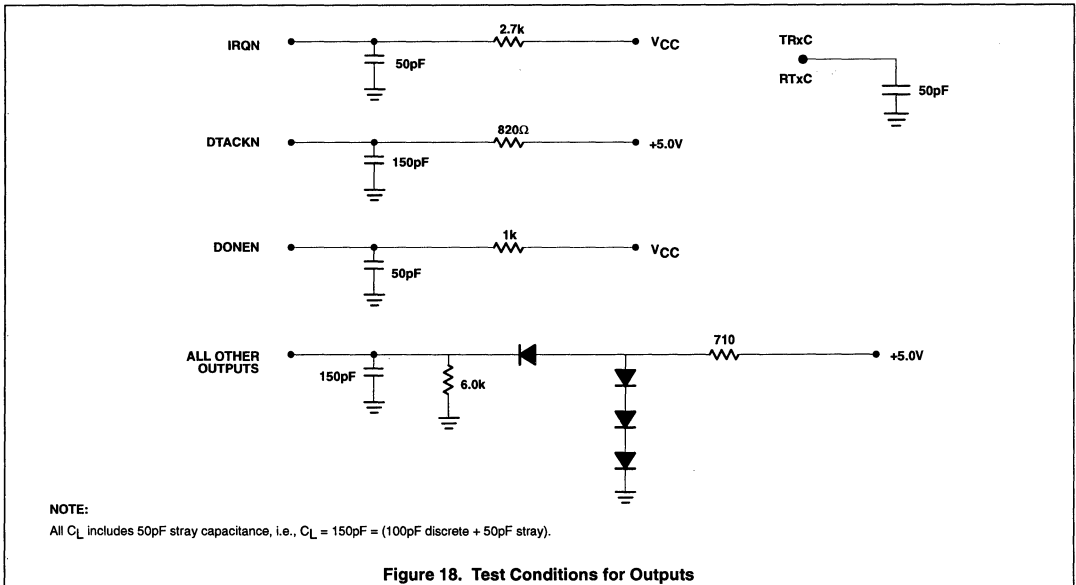 IRQN
2.7k
VCC
50pF
TRxC
RTxC
50pF
DTACKN
820Ω
+5.0V
150pF
DONEN
1k
VCC
50pF
ALL OTHER
OUTPUTS
710
+5.0V
150pF
6.0k
NOTE:
All CL includes 50pF stray capacitance, i.e., CL = 150pF = (100pF discrete + 50pF stray).
Figure 18. Test Conditions for Outputs